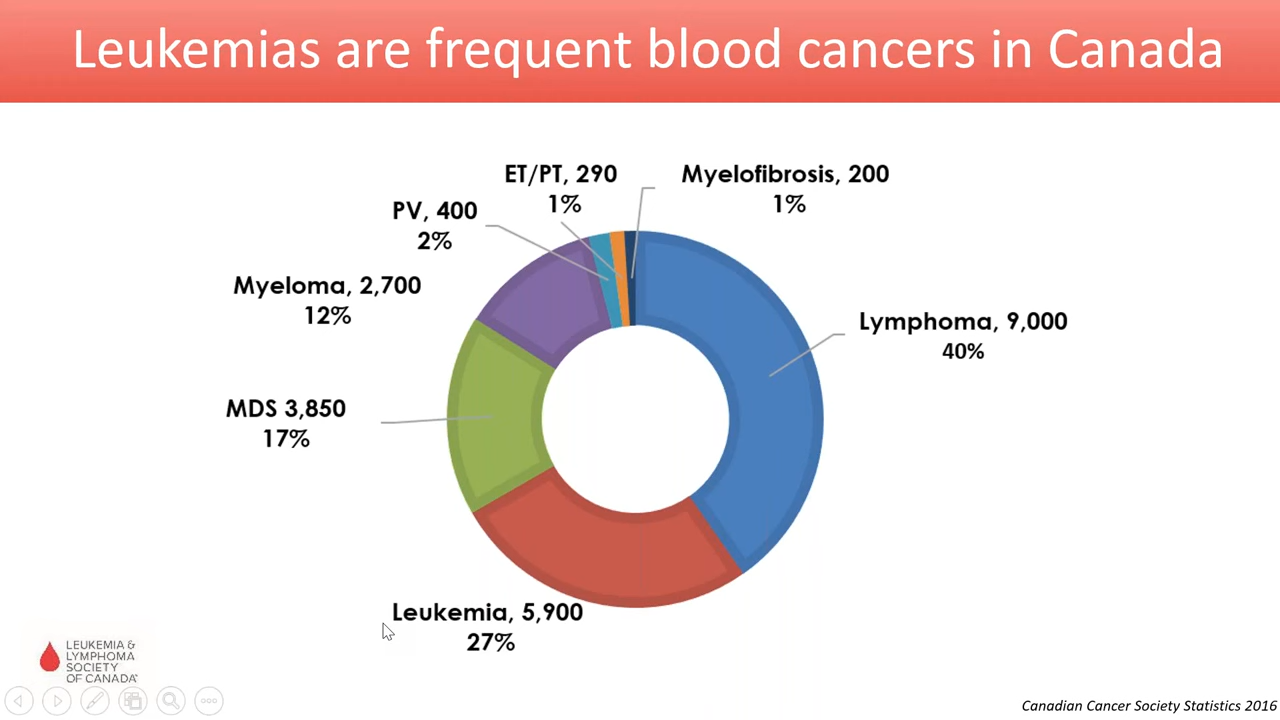 Leukemias are frequent blood cancers in Canada
ET/PT, 290
1%
Myelofibrosis, 200
1%
PV, 400
2%
Myeloma, 2,700
12%
Lymphoma, 9,000
40%
MDS 3,850
17%
Leukemia, 5,900
27%
LEUKEMIA &
LYMPHOMA
SOCIETY
OF CANADA
Canadian Cancer Society Statistics 2016